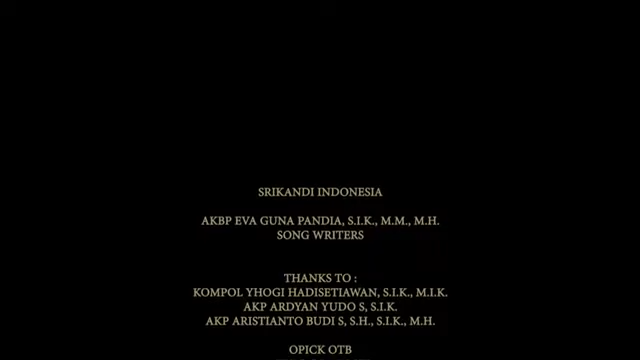 SRIKANDI INDONESIA
AKBP EVA GUNA PANDIA, S.I.K., M.M., M.H.
SONG WRITERS
THANKS TO :
KOMPOL YHOGI HADISETIAWAN, S.I.K., M.I.K.
AKP ARDYAN YUDO S, S.I.K.
AKP ARISTIANTO BUDI S, S.H., S.I.K., M.H.
OPICK OTB